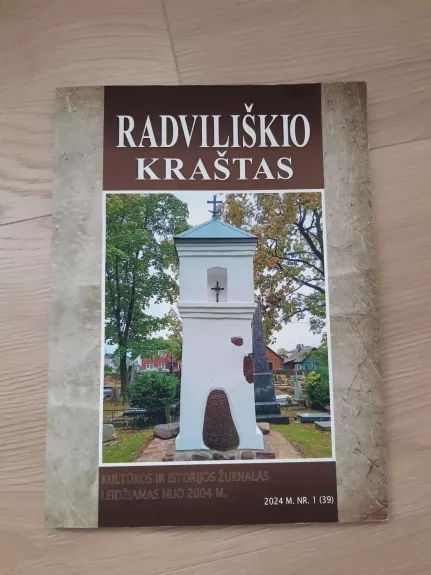 RADVILIŠKIO
KRAŠTAS
KULTŪROS IR ISTORIJOS ŽURNALAS
LEIDŽIAMAS NUO 2004 M.
2024 M. NR. 1 (39)